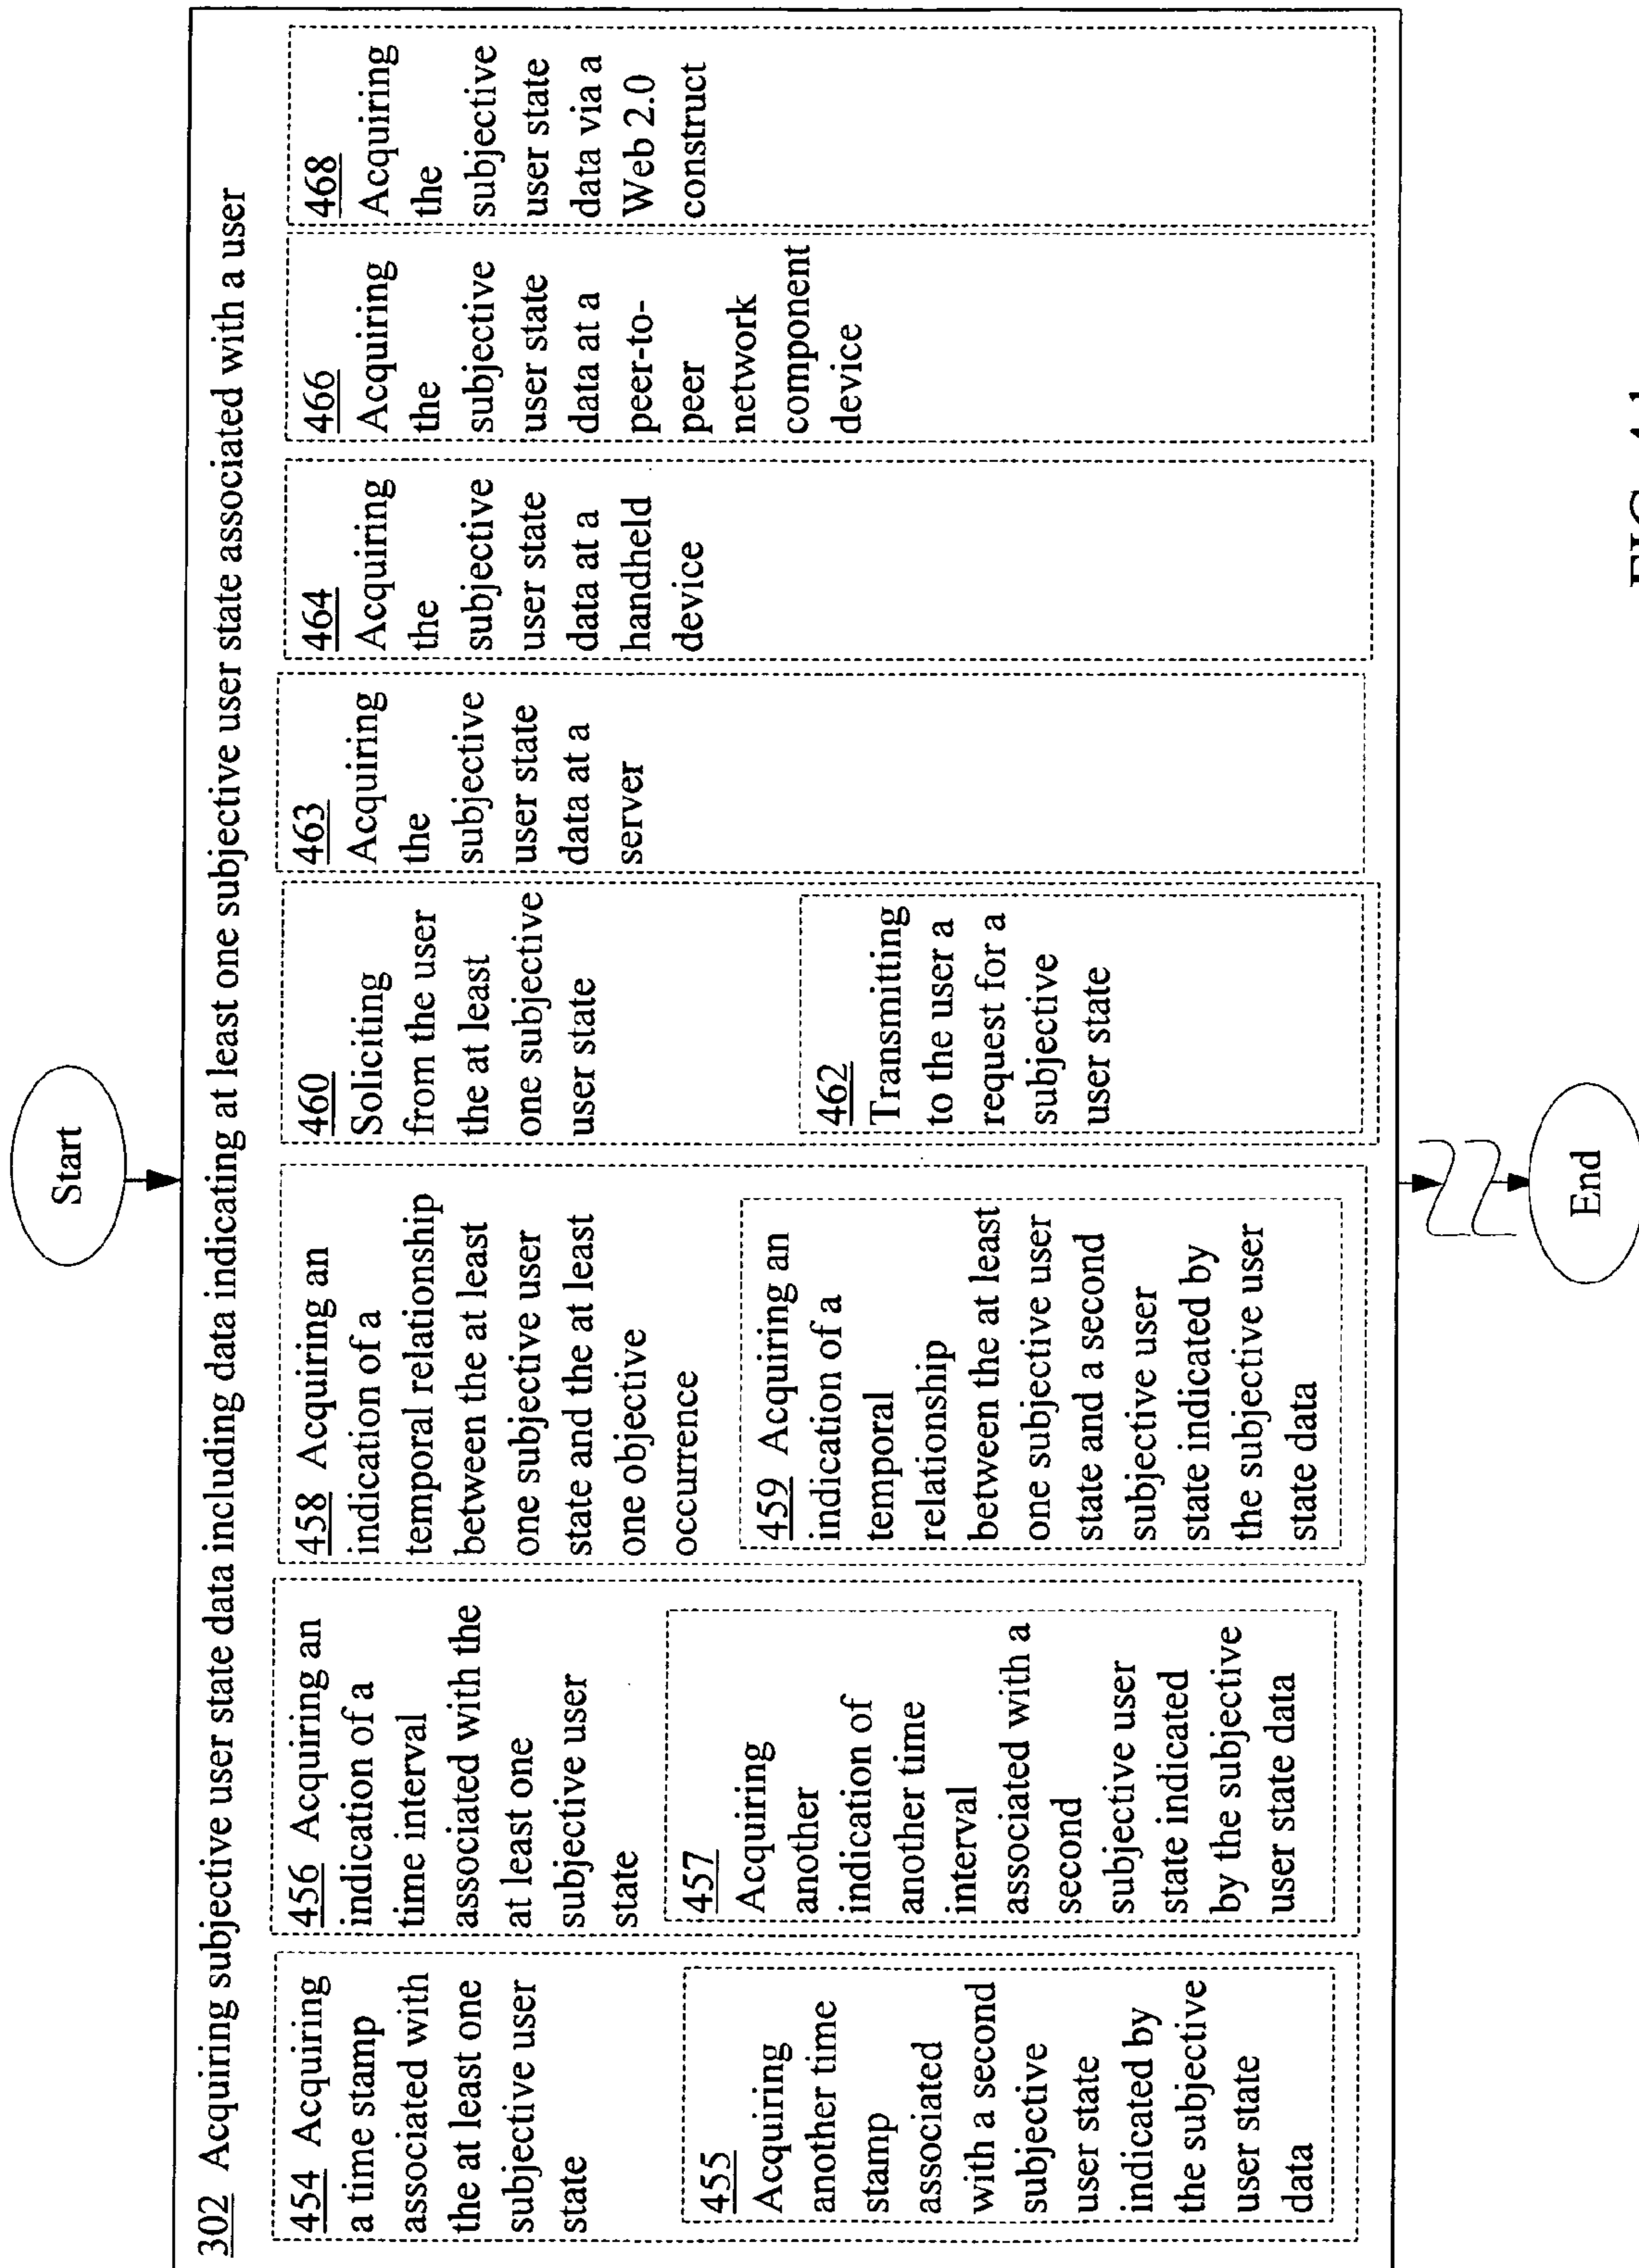 Start
302 Acquiring subjective user state data including data indicating at least one subjective user state associated with a user
454 Acquiring
a time stamp
associated with
the at least one
subjective user
state
455
Acquiring
another time
stamp
associated
with a second
subjective
user state
indicated by
the subjective
user state
data
456 Acquiring an
indication of a
time interval
associated with the
at least one
subjective user
state
457
Acquiring
another
indication of
another time
interval
associated with a
second
subjective user
state indicated
by the subjective
user state data
458 Acquiring an
indication of a
temporal relationship
between the at least
one subjective user
state and the at least
one objective
occurrence
459 Acquiring an
indication of a
temporal
relationship
between the at least
one subjective user
state and a second
subjective user
state indicated by
the subjective user
state data
460
Soliciting
from the user
the at least
one subjective
user state
462
Transmitting
to the user a
request for a
subjective
user state
463
Acquiring
the
subjective
user state
data at a
server
464
Acquiring
the
subjective
user state
data at a
handheld
device
466
Acquiring
the
subjective
user state
data at a
peer-to-
peer
network
component
device
468
Acquiring
the
subjective
user state
data via a
Web 2.0
construct
End